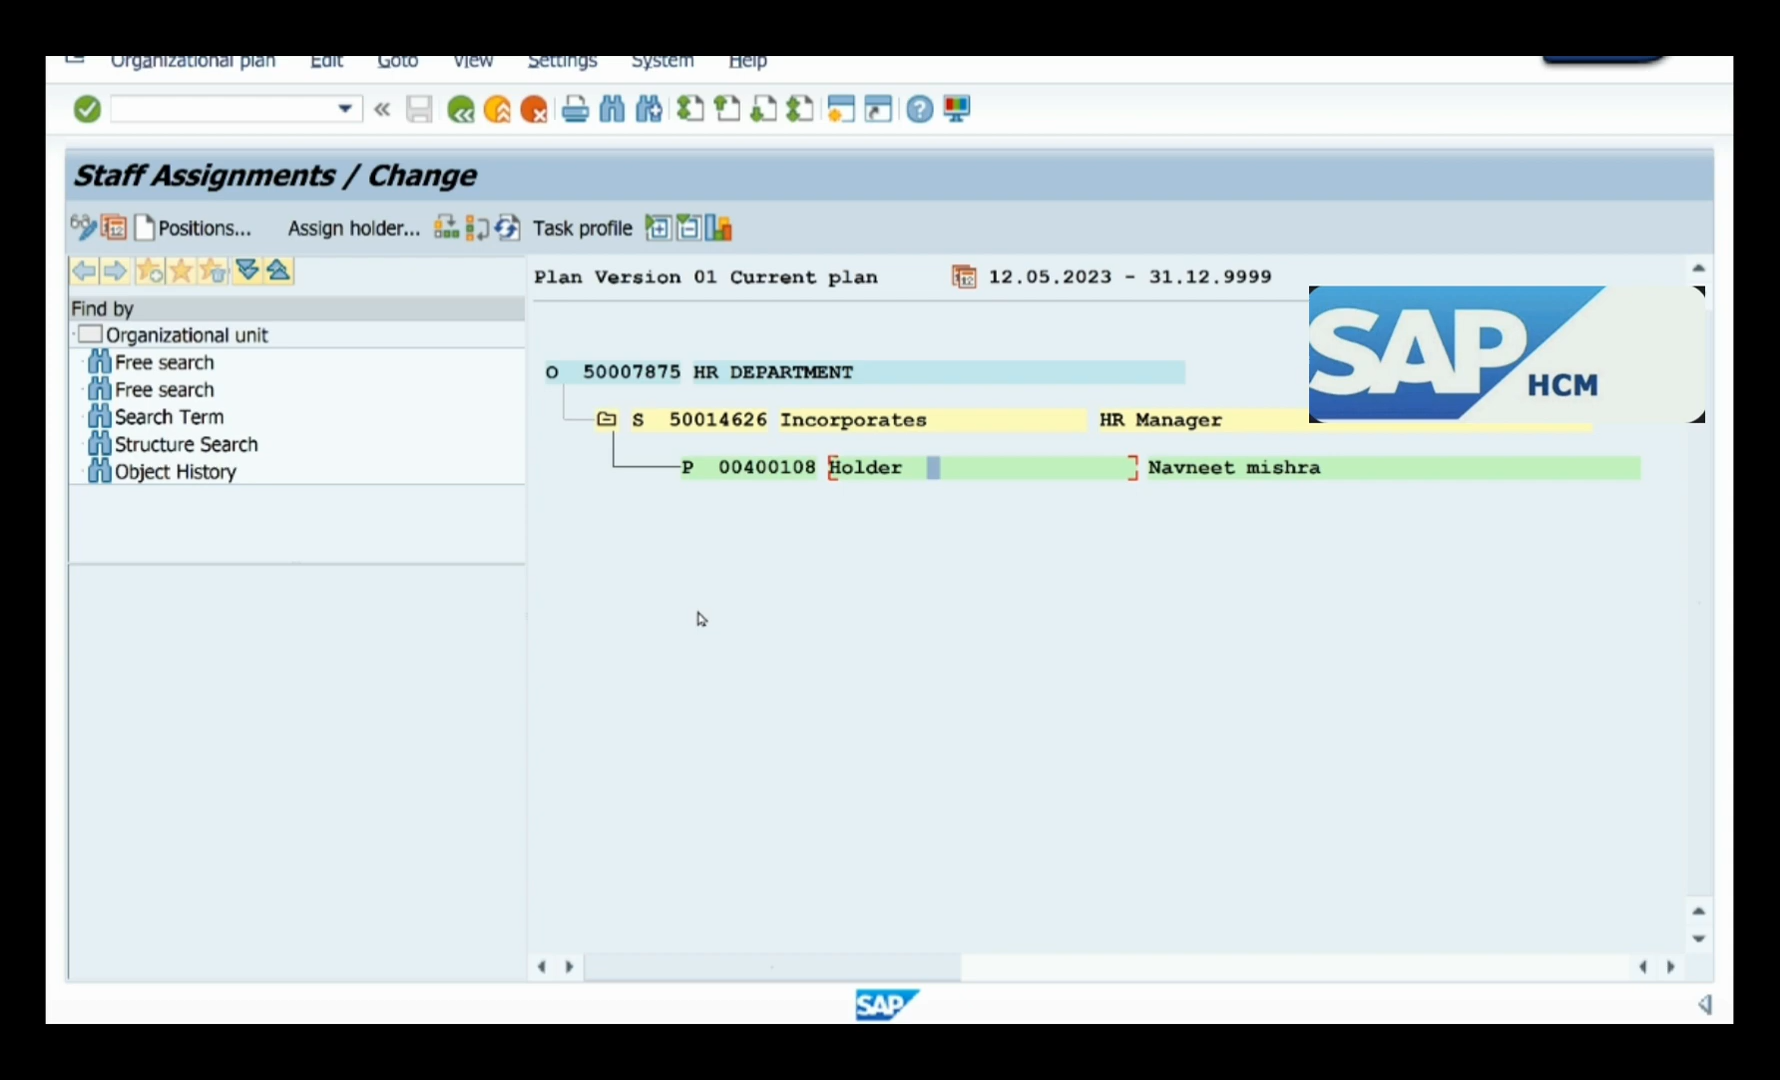 Organizational plan Edit Goto View Settings System Help
Staff Assignments / Change
Positions... Assign holder... Task profile
Find by
Organizational unit
Free search
Free search
Search Term
Structure Search
Object History
Plan Version 01 Current plan 12.05.2023 - 31.12.9999
SAP HCM
O 50007875 HR DEPARTMENT
S 50014626 Incorporates HR Manager
P 00400108 Holder Navneet mishra
SAP